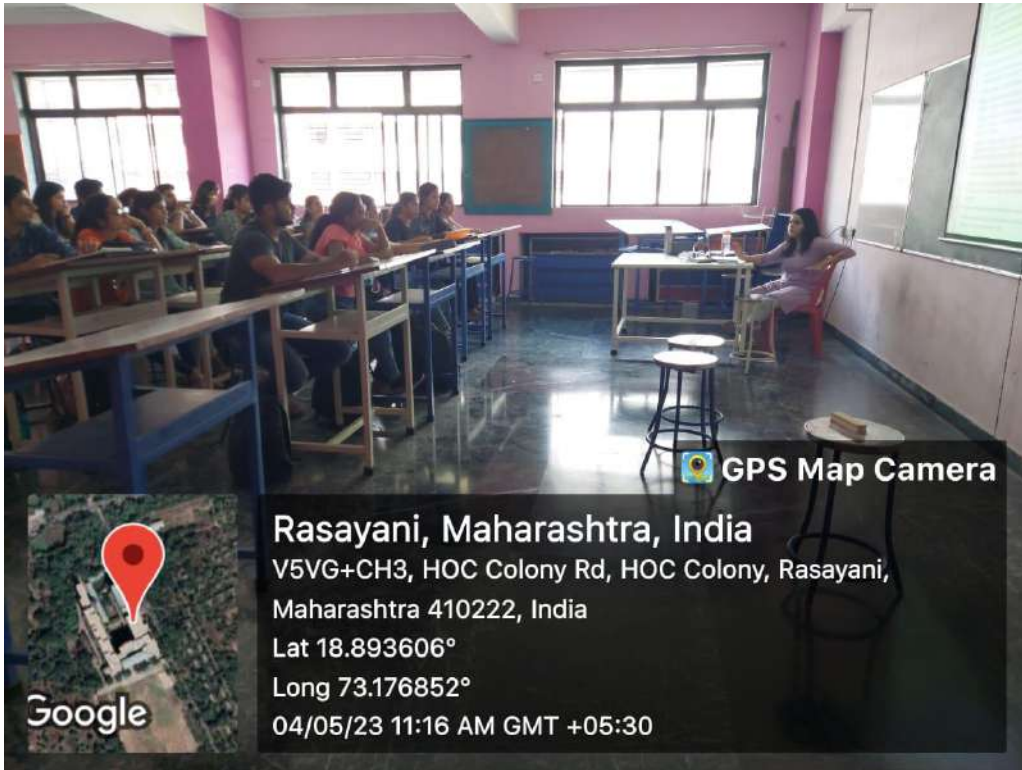 GPS Map Camera
Rasayani, Maharashtra, India
V5VG+CH3, HOC Colony Rd, HOC Colony, Rasayani,
Maharashtra 410222, India
Lat 18.893606°
Long 73.176852°
04/05/23 11:16 AM GMT +05:30
Google